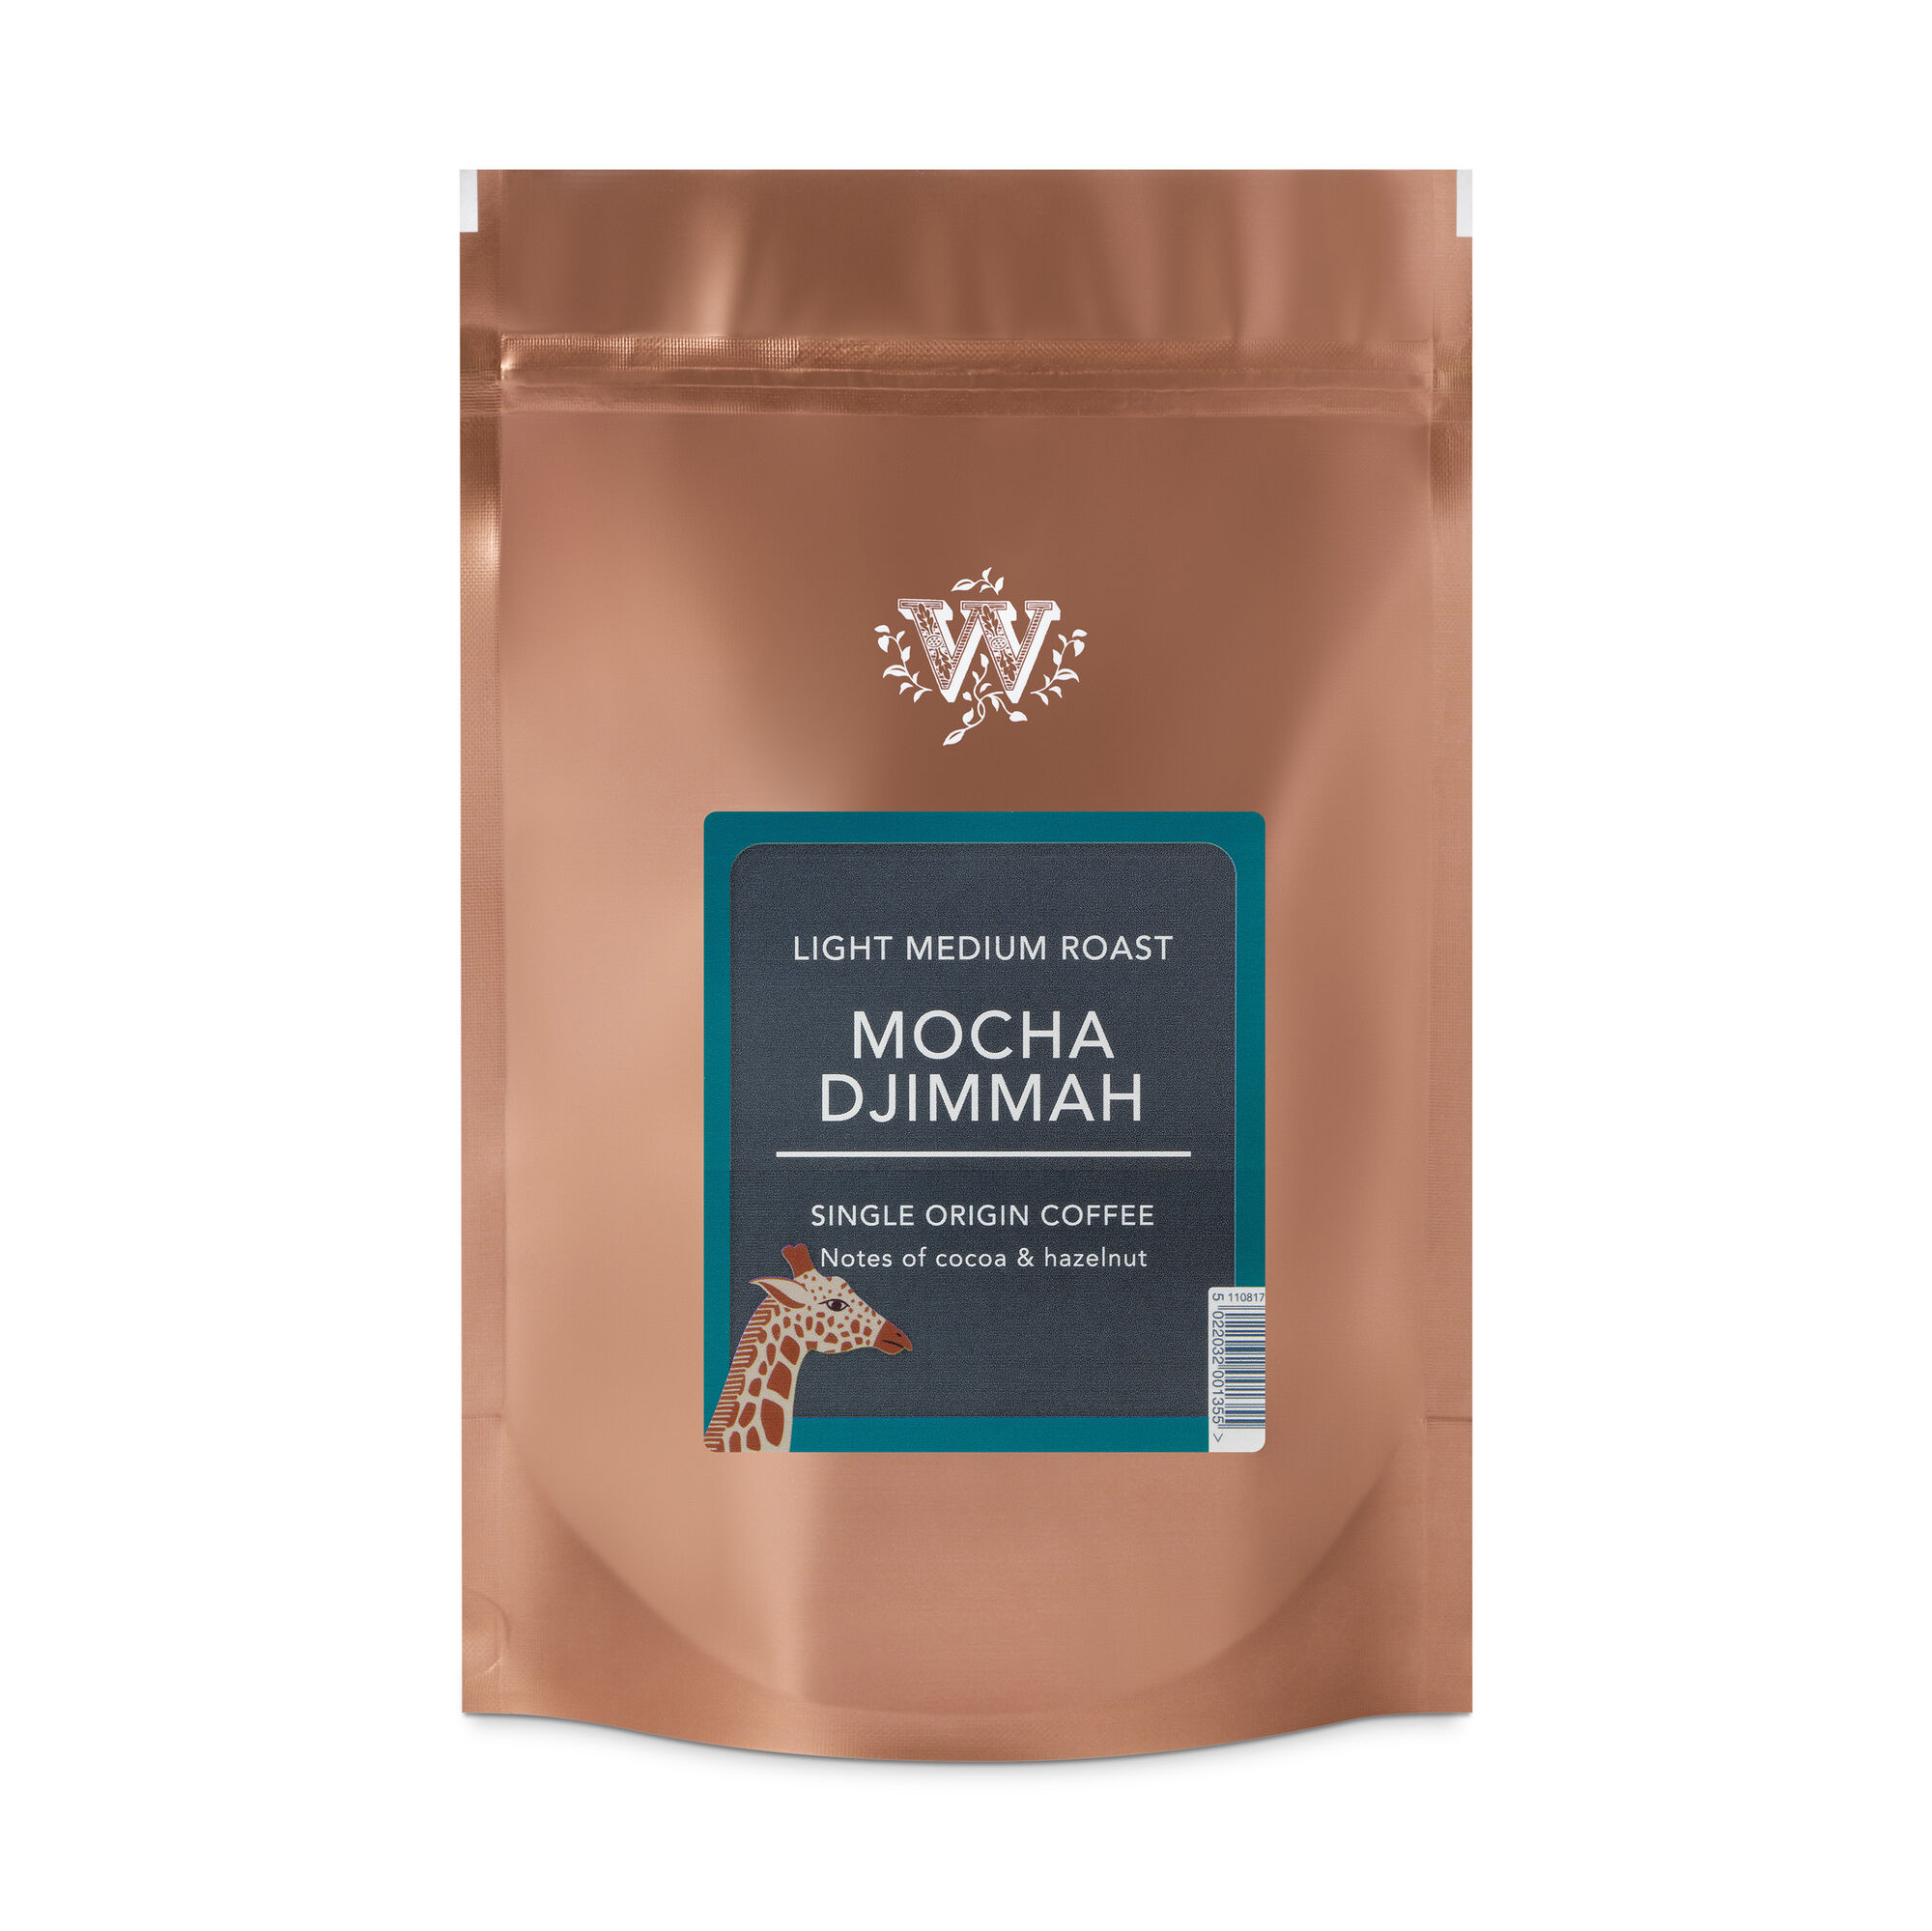 W
LIGHT MEDIUM ROAST
MOCHA
DJIMMAH
SINGLE ORIGIN COFFEE
Notes of cocoa & hazelnut
110817
5 022032 001355 >